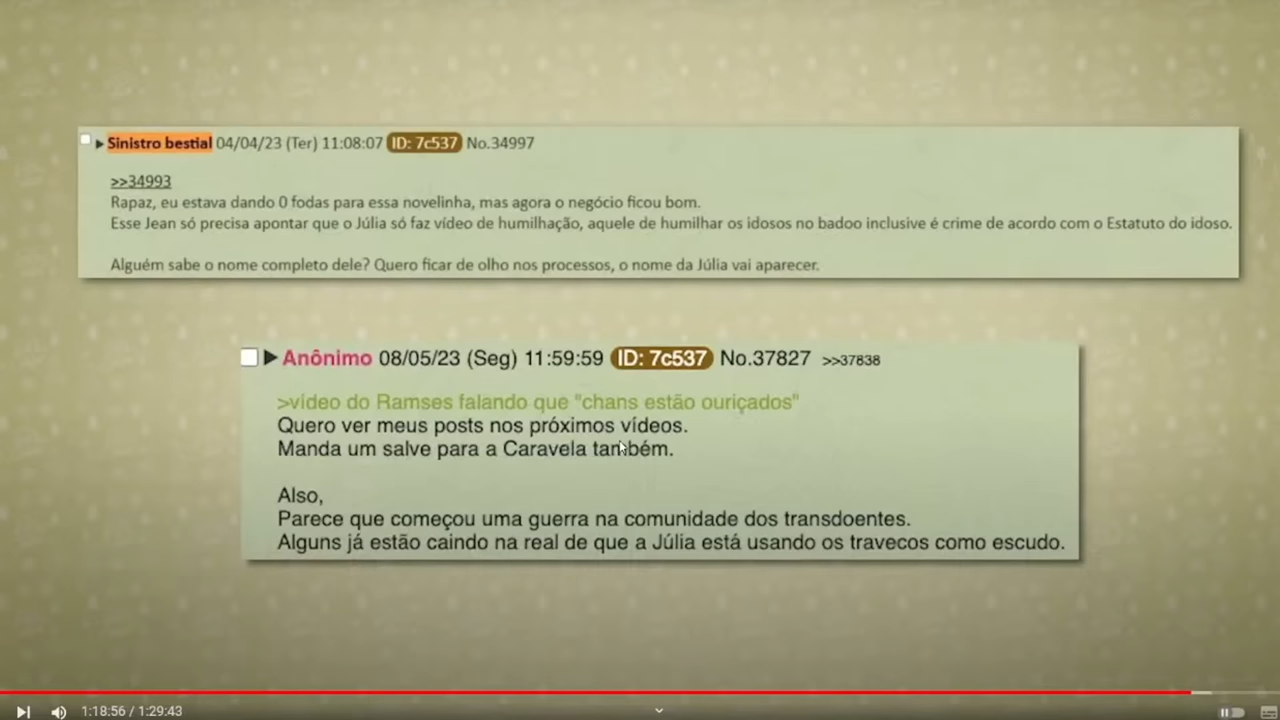 Sinistro bestial 04/04/23 (Ter) 11:08:07 ID: 7c537 No.34997
>>34993
Rapaz, eu estava dando 0 fodas para essa novelinha, mas agora o negócio ficou bom.
Esse Jean só precisa apontar que o Júlia só faz vídeo de humilhação, aquele de humilhar os idosos no badoo inclusive é crime de acordo com o Estatuto do idoso.
Alguém sabe o nome completo dele? Quero ficar de olho nos processos, o nome da Júlia vai aparecer.
Anônimo 08/05/23 (Seg) 11:59:59 ID: 7c537 No.37827 >>37838
>vídeo do Ramses falando que "chans estão ouriçados"
Quero ver meus posts nos próximos vídeos.
Manda um salve para a Caravela também.
Also,
Parece que começou uma guerra na comunidade dos transdoentes.
Alguns já estão caindo na real de que a Júlia está usando os travecos como escudo.
1:18:56 / 1:29:43